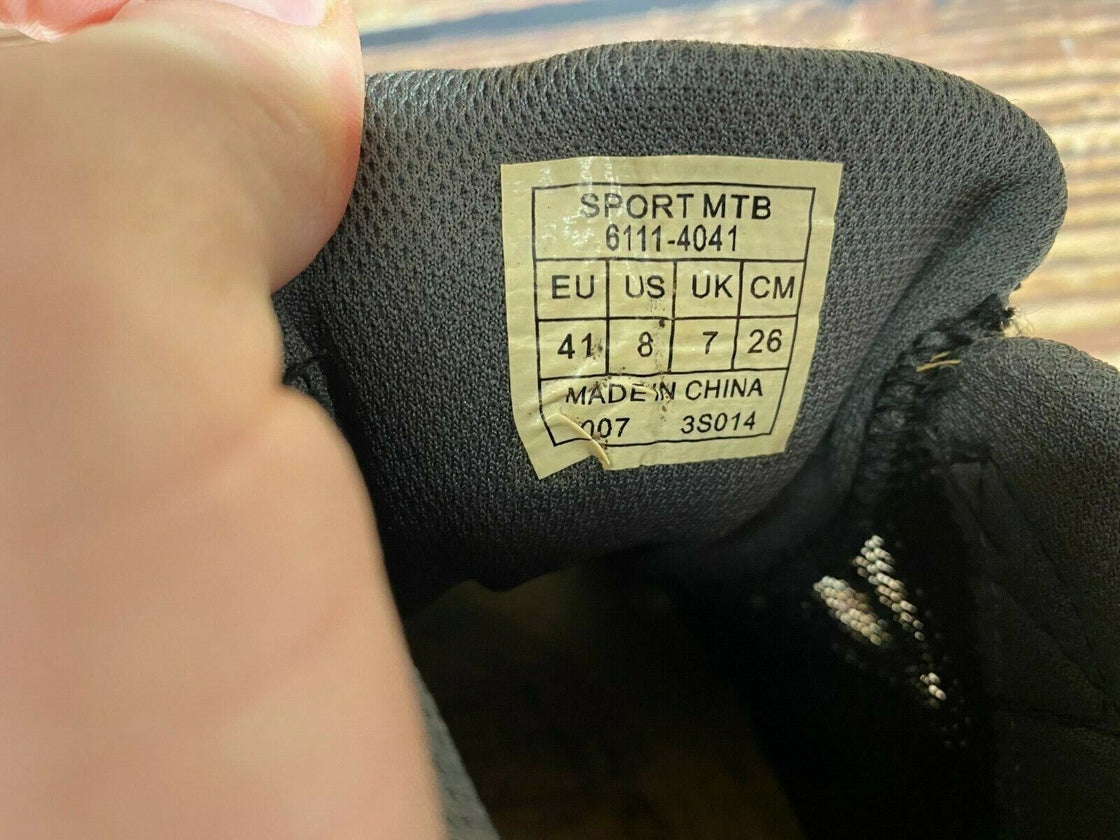 SPORT MTB
6111-4041
EU US UK CM
41 8 7 26
MADE IN CHINA
007 3S014